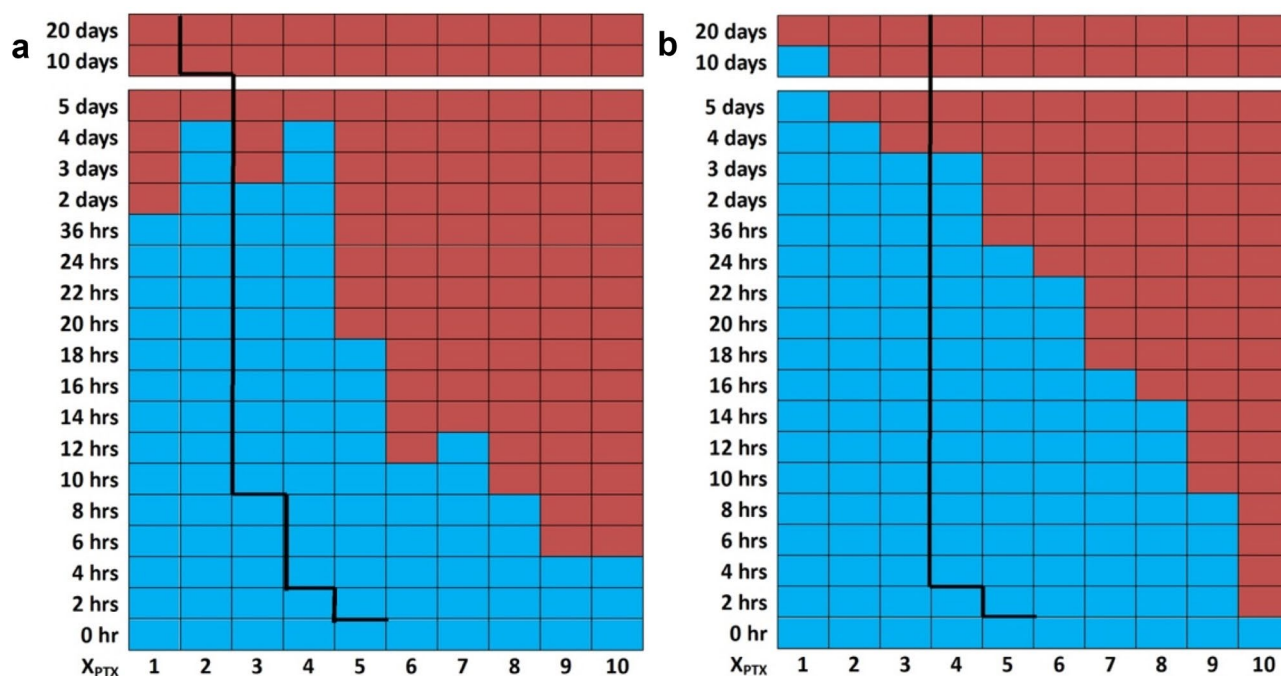 a
20 days
10 days
5 days
4 days
3 days
2 days
36 hrs
24 hrs
22 hrs
20 hrs
18 hrs
16 hrs
14 hrs
12 hrs
10 hrs
8 hrs
6 hrs
4 hrs
2 hrs
0 hr
XPTX 1 2 3 4 5 6 7 8 9 10
b
20 days
10 days
5 days
4 days
3 days
2 days
36 hrs
24 hrs
22 hrs
20 hrs
18 hrs
16 hrs
14 hrs
12 hrs
10 hrs
8 hrs
6 hrs
4 hrs
2 hrs
0 hr
XPTX 1 2 3 4 5 6 7 8 9 10